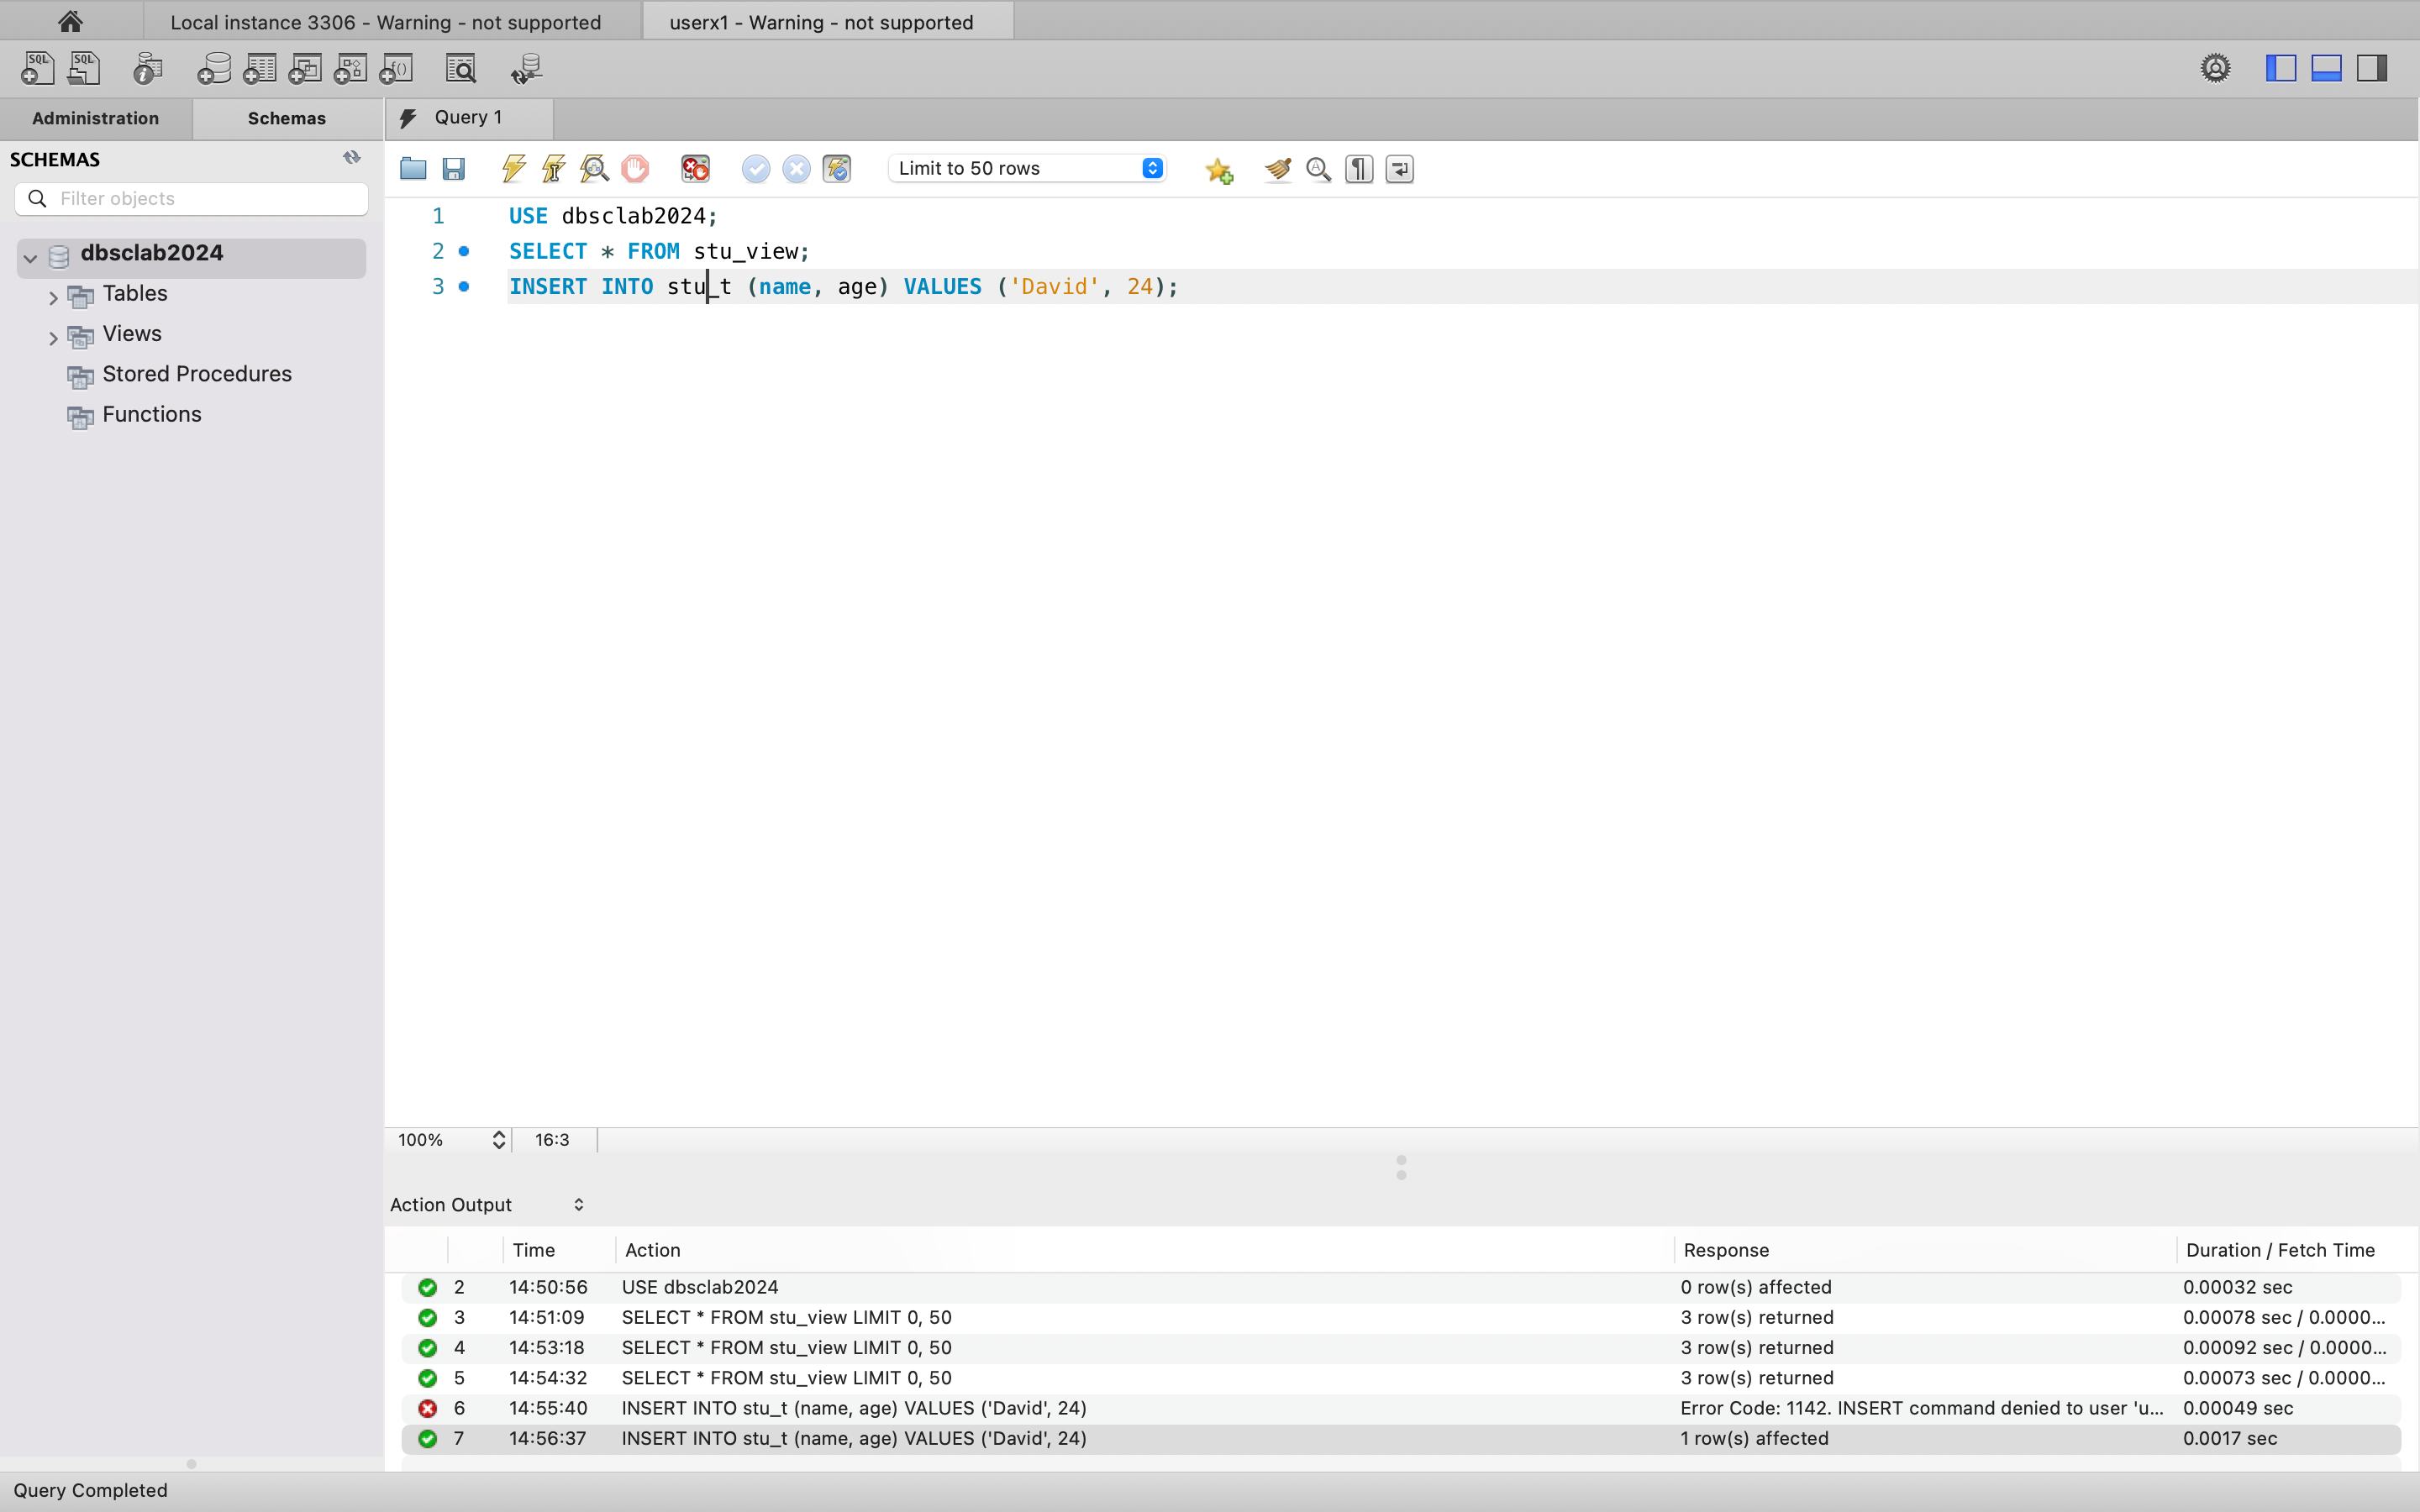 Local instance 3306 - Warning - not supported
userx1 - Warning - not supported
SQL
SQL
Administration
Schemas
Query 1
SCHEMAS
Filter objects
Limit to 50 rows
dbsclab2024
Tables
Views
Stored Procedures
Functions
1 USE dbsclab2024;
2 SELECT * FROM stu_view;
3 INSERT INTO stu_t (name, age) VALUES ('David', 24);
100%
16:3
Action Output
Time Action Response Duration / Fetch Time
2 14:50:56 USE dbsclab2024 0 row(s) affected 0.00032 sec
3 14:51:09 SELECT * FROM stu_view LIMIT 0, 50 3 row(s) returned 0.00078 sec / 0.0000...
4 14:53:18 SELECT * FROM stu_view LIMIT 0, 50 3 row(s) returned 0.00092 sec / 0.0000...
5 14:54:32 SELECT * FROM stu_view LIMIT 0, 50 3 row(s) returned 0.00073 sec / 0.0000...
6 14:55:40 INSERT INTO stu_t (name, age) VALUES ('David', 24) Error Code: 1142. INSERT command denied to user 'u... 0.00049 sec
7 14:56:37 INSERT INTO stu_t (name, age) VALUES ('David', 24) 1 row(s) affected 0.0017 sec
Query Completed